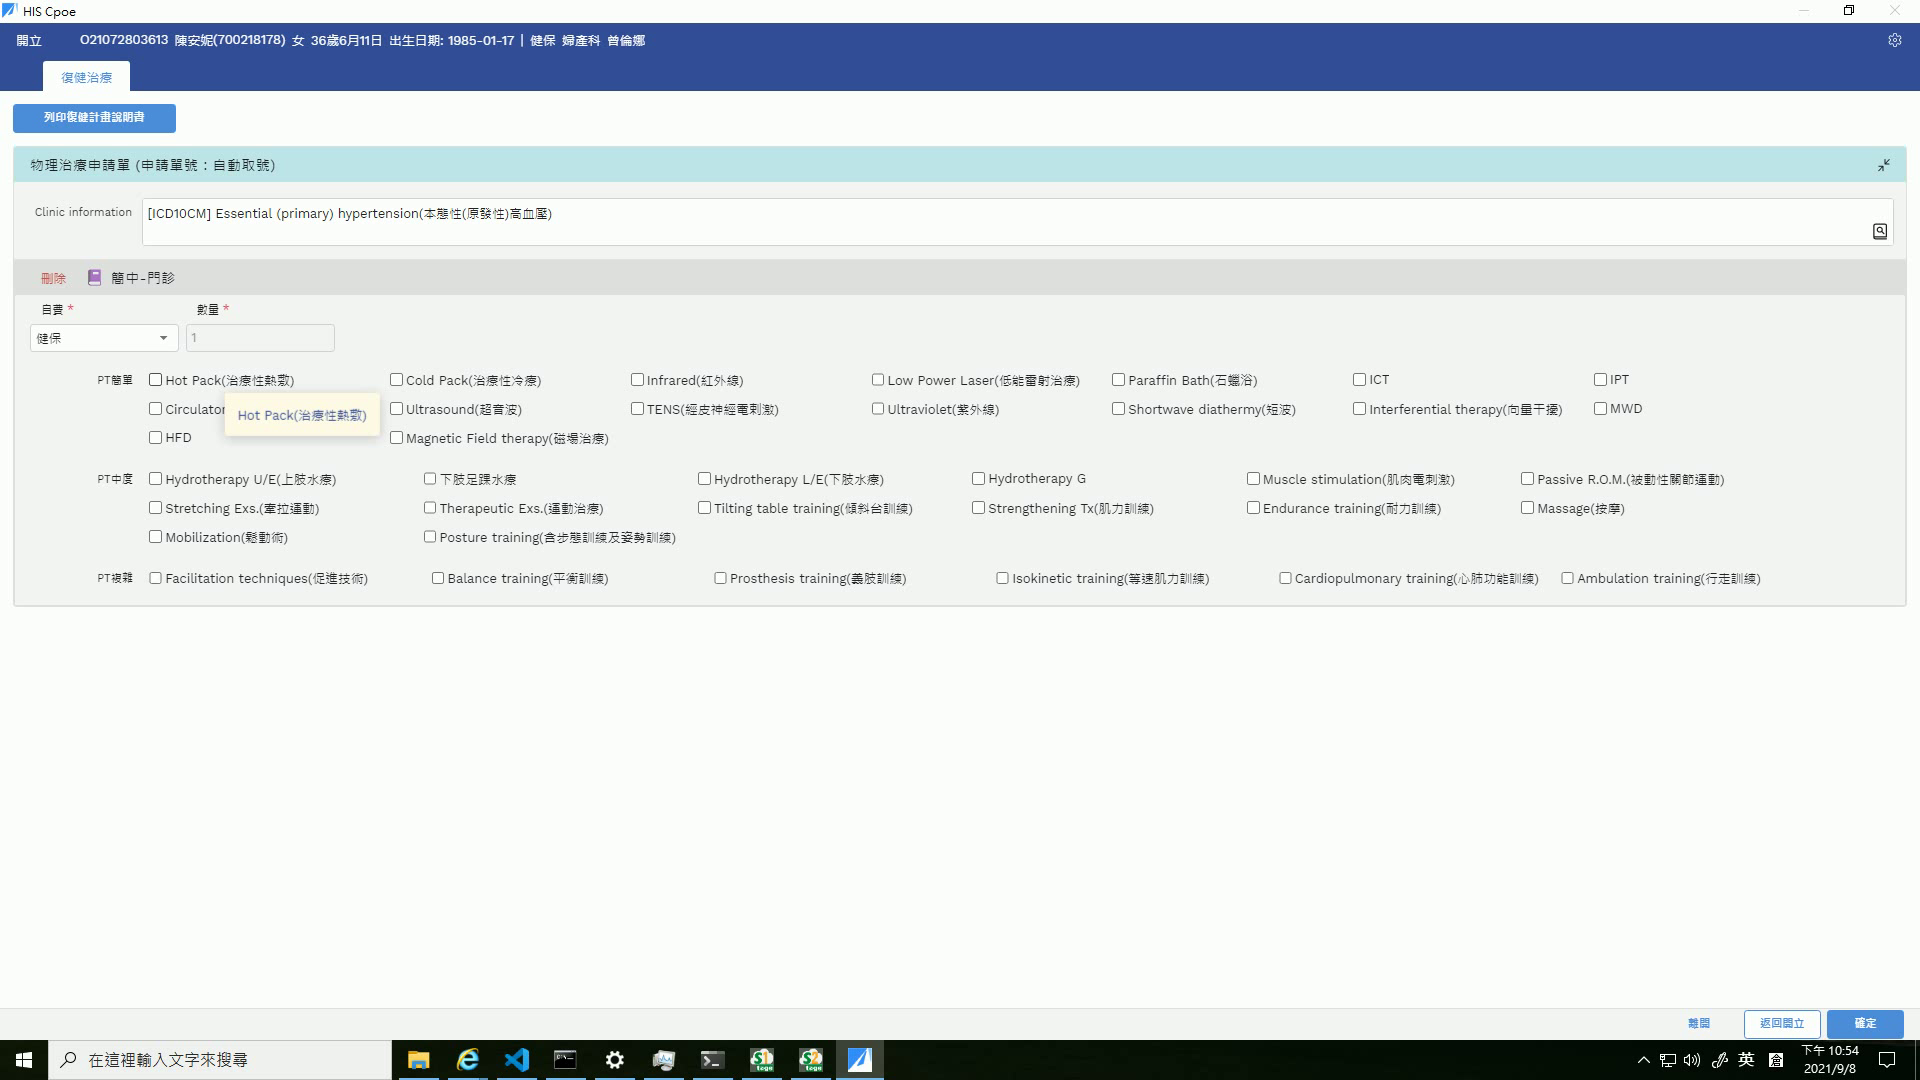 HIS Cpoe
開立 O21072803613 陳安妮(700218178) 女 36歲6月11日 出生日期: 1985-01-17 | 健保 婦產科 曾倫娜
復健治療
列印復健計畫說明書
物理治療申請單 (申請單號：自動取號)
Clinic information [ICD10CM] Essential (primary) hypertension(本態性(原發性)高血壓)
刪除 簡中-門診
自費 * 數量 *
健保 1
PT簡單 Hot Pack(治療性熱敷) Cold Pack(治療性冷療) Infrared(紅外線) Low Power Laser(低能雷射治療) Paraffin Bath(石蠟浴) ICT IPT
Circulator Ultrasound(超音波) TENS(經皮神經電刺激) Ultraviolet(紫外線) Shortwave diathermy(短波) Interferential therapy(向量干擾) MWD
Hot Pack(治療性熱敷)
HFD Magnetic Field therapy(磁場治療)
PT中度 Hydrotherapy U/E(上肢水療) 下肢足踝水療 Hydrotherapy L/E(下肢水療) Hydrotherapy G Muscle stimulation(肌肉電刺激) Passive R.O.M.(被動性關節運動)
Stretching Exs.(牽拉運動) Therapeutic Exs.(運動治療) Tilting table training(傾斜台訓練) Strengthening Tx(肌力訓練) Endurance training(耐力訓練) Massage(按摩)
Mobilization(鬆動術) Posture training(含步態訓練及姿勢訓練)
PT複雜 Facilitation techniques(促進技術) Balance training(平衡訓練) Prosthesis training(義肢訓練) Isokinetic training(等速肌力訓練) Cardiopulmonary training(心肺功能訓練) Ambulation training(行走訓練)
離開 返回開立 確定
在這裡輸入文字來搜尋
英
下午 10:54
2021/9/8